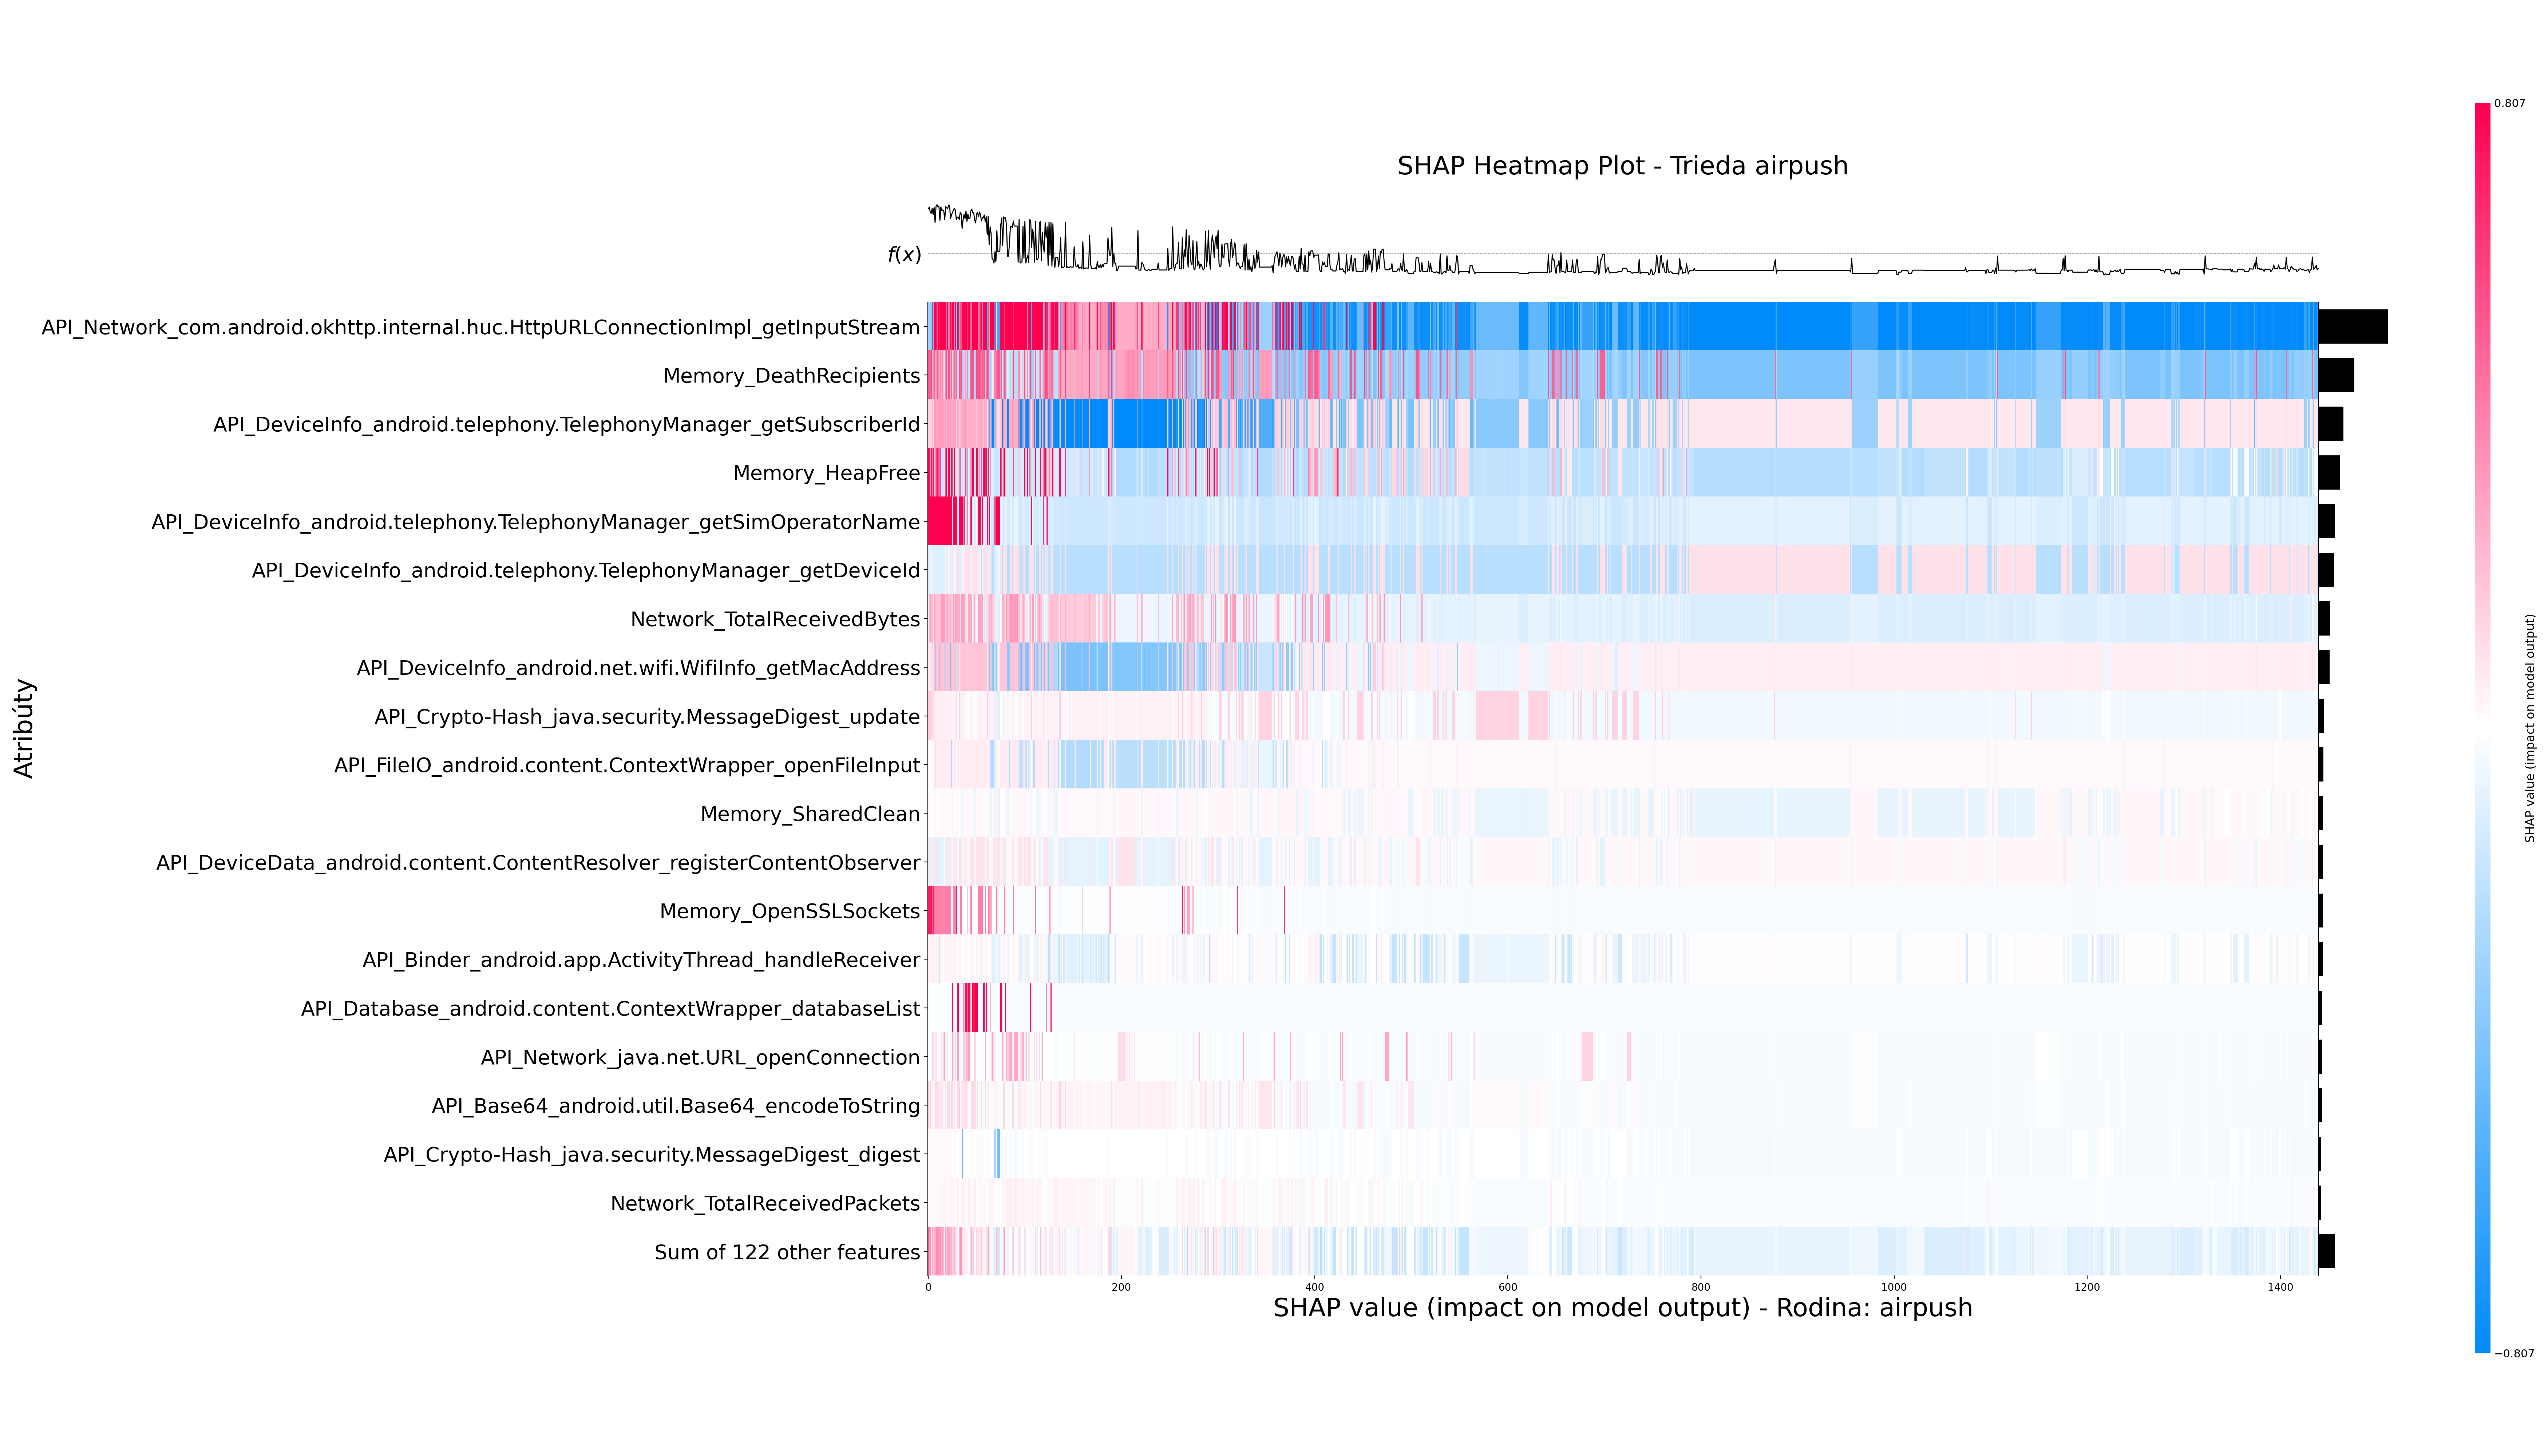 SHAP Heatmap Plot - Trieda airpush
f(x)
API_Network_com.android.okhttp.internal.huc.HttpURLConnectionImpl_getInputStream
Memory_DeathRecipients
API_DeviceInfo_android.telephony.TelephonyManager_getSubscriberId
Memory_HeapFree
API_DeviceInfo_android.telephony.TelephonyManager_getSimOperatorName
API_DeviceInfo_android.telephony.TelephonyManager_getDeviceId
Network_TotalReceivedBytes
API_DeviceInfo_android.net.wifi.WifiInfo_getMacAddress
API_Crypto-Hash_java.security.MessageDigest_update
API_FileIO_android.content.ContextWrapper_openFileInput
Memory_SharedClean
API_DeviceData_android.content.ContentResolver_registerContentObserver
Memory_OpenSSLSockets
API_Binder_android.app.ActivityThread_handleReceiver
API_Database_android.content.ContextWrapper_databaseList
API_Network_java.net.URL_openConnection
API_Base64_android.util.Base64_encodeToString
API_Crypto-Hash_java.security.MessageDigest_digest
Network_TotalReceivedPackets
Sum of 122 other features
Atribúty
0 200 400 600 800 1000 1200 1400
SHAP value (impact on model output) - Rodina: airpush
0.807
SHAP value (impact on model output)
−0.807